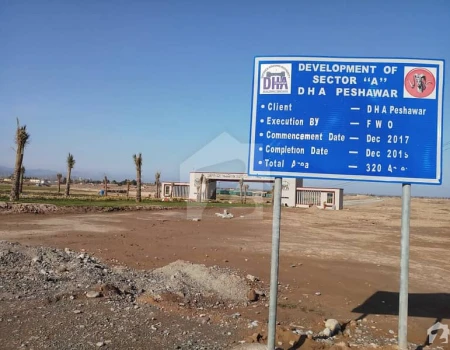 DHA
DEVELOPMENT OF
SECTOR "A"
DHA PESHAWAR
• Client — DHA Peshawar
• Execution BY — F W O
• Commencement Date — Dec 2017
• Completion Date — Dec
• Total Area — 320